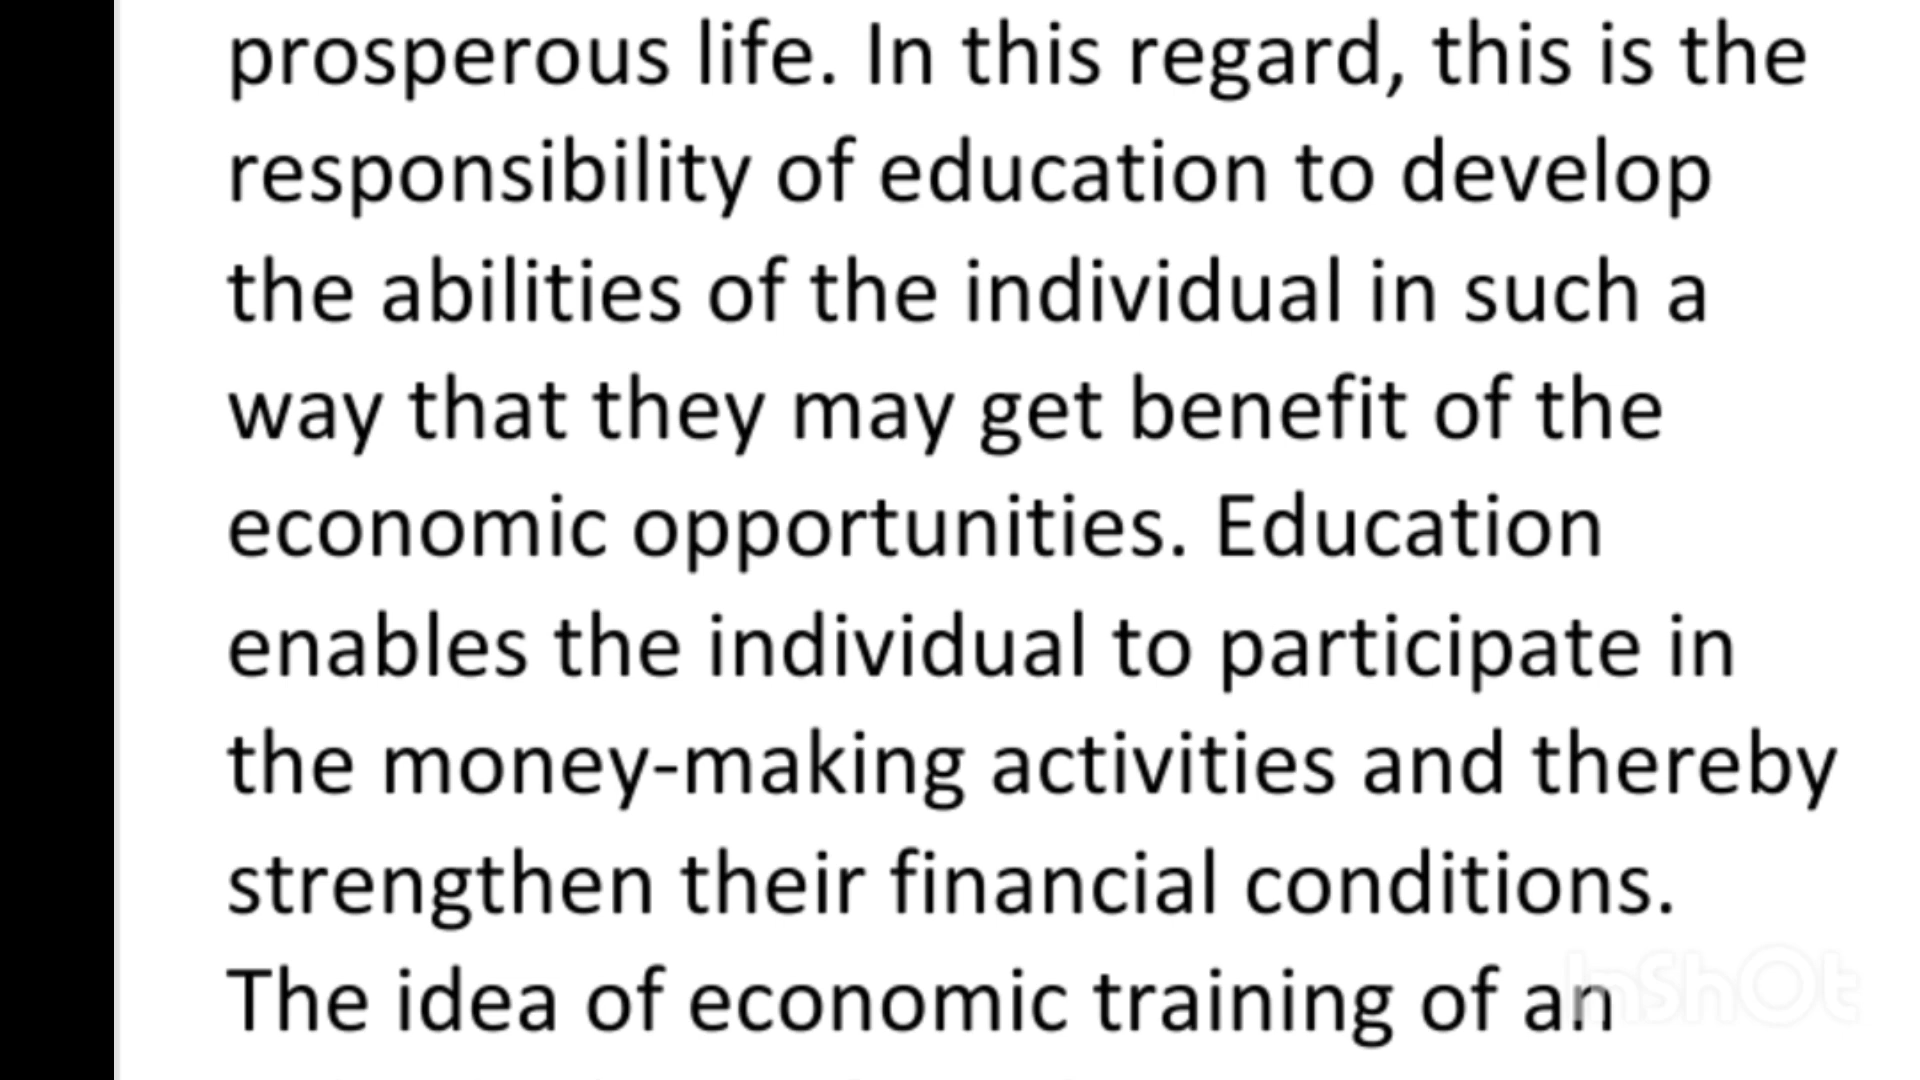 prosperous life. In this regard, this is the
responsibility of education to develop
the abilities of the individual in such a
way that they may get benefit of the
economic opportunities. Education
enables the individual to participate in
the money-making activities and thereby
strengthen their financial conditions.
The idea of economic training of an
InShOt